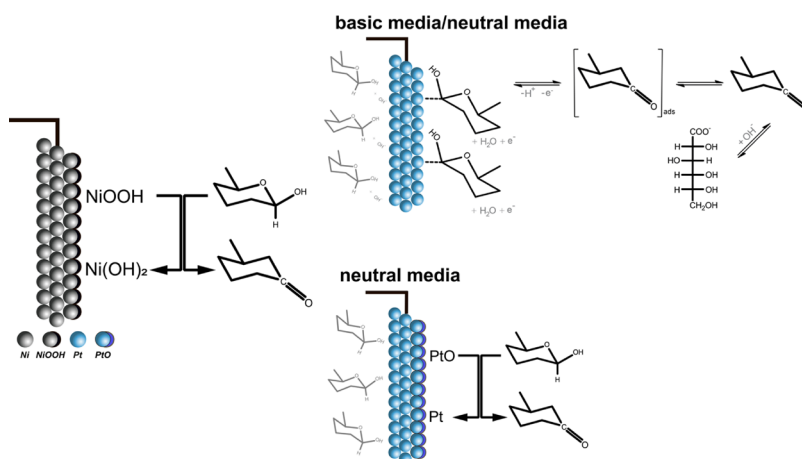 basic media/neutral media
HO
O
-H⁺ -e⁻
C
O
ads
C
+ H₂O + e⁻
HO
O
+ H₂O + e⁻
+ OH⁻
COO⁻
H OH
HO H
H OH
H OH
CH₂OH
NiOOH
O
OH
H
Ni(OH)₂
C
O
Ni NiOOH Pt PtO
neutral media
PtO
O
OH
H
Pt
C
O